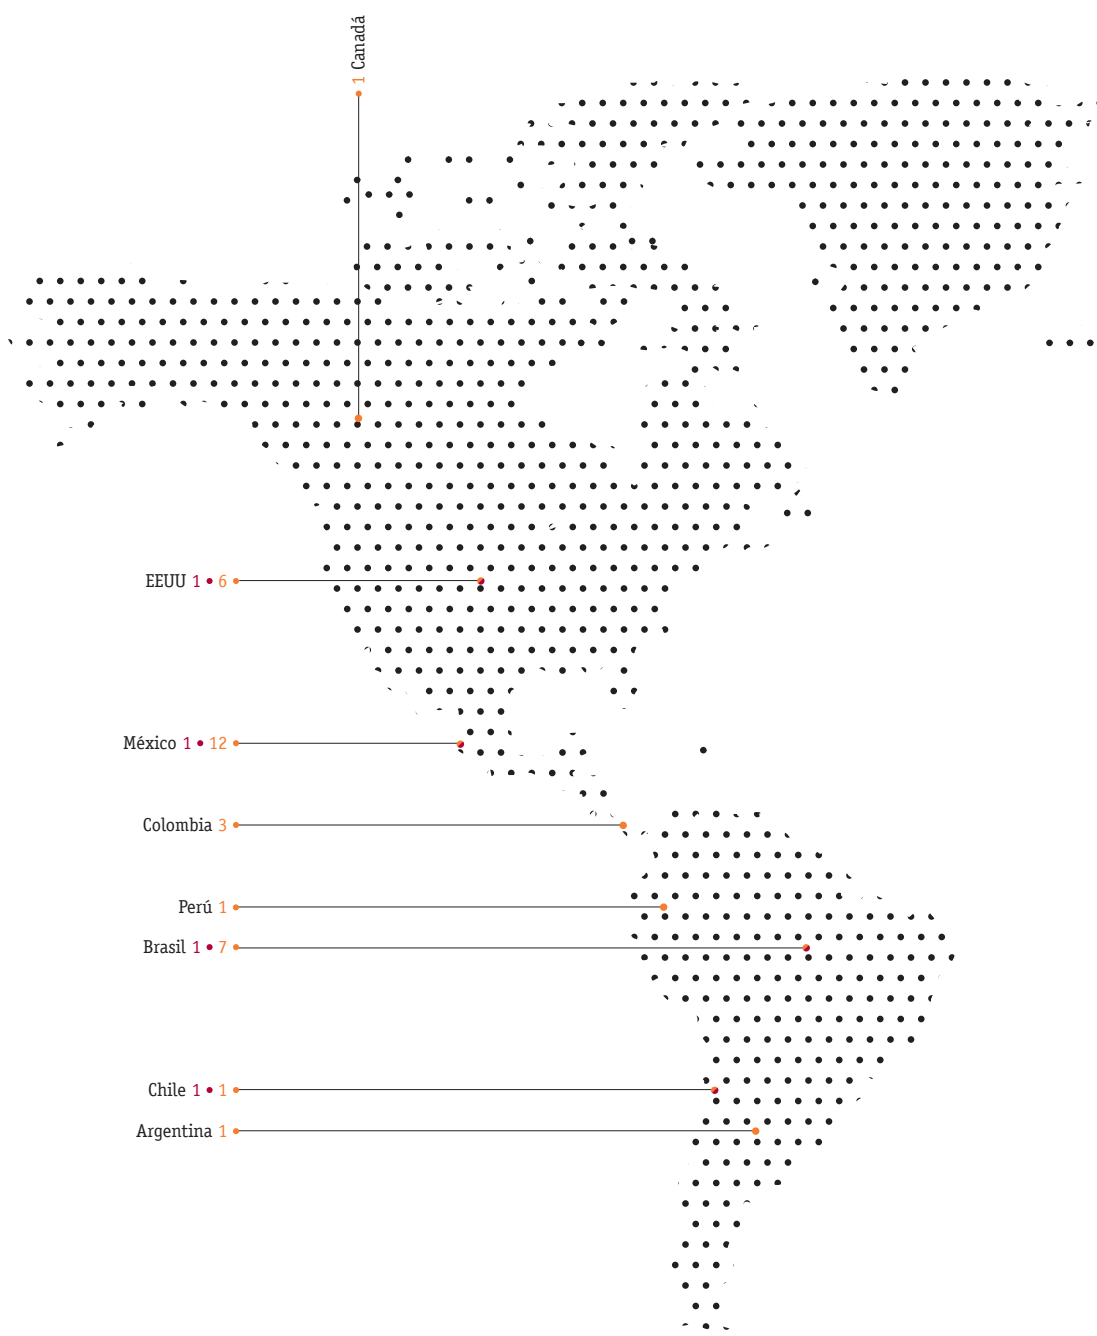 1 Canadá
EEUU 1 • 6
México 1 • 12
Colombia 3
Perú 1
Brasil 1 • 7
Chile 1 • 1
Argentina 1